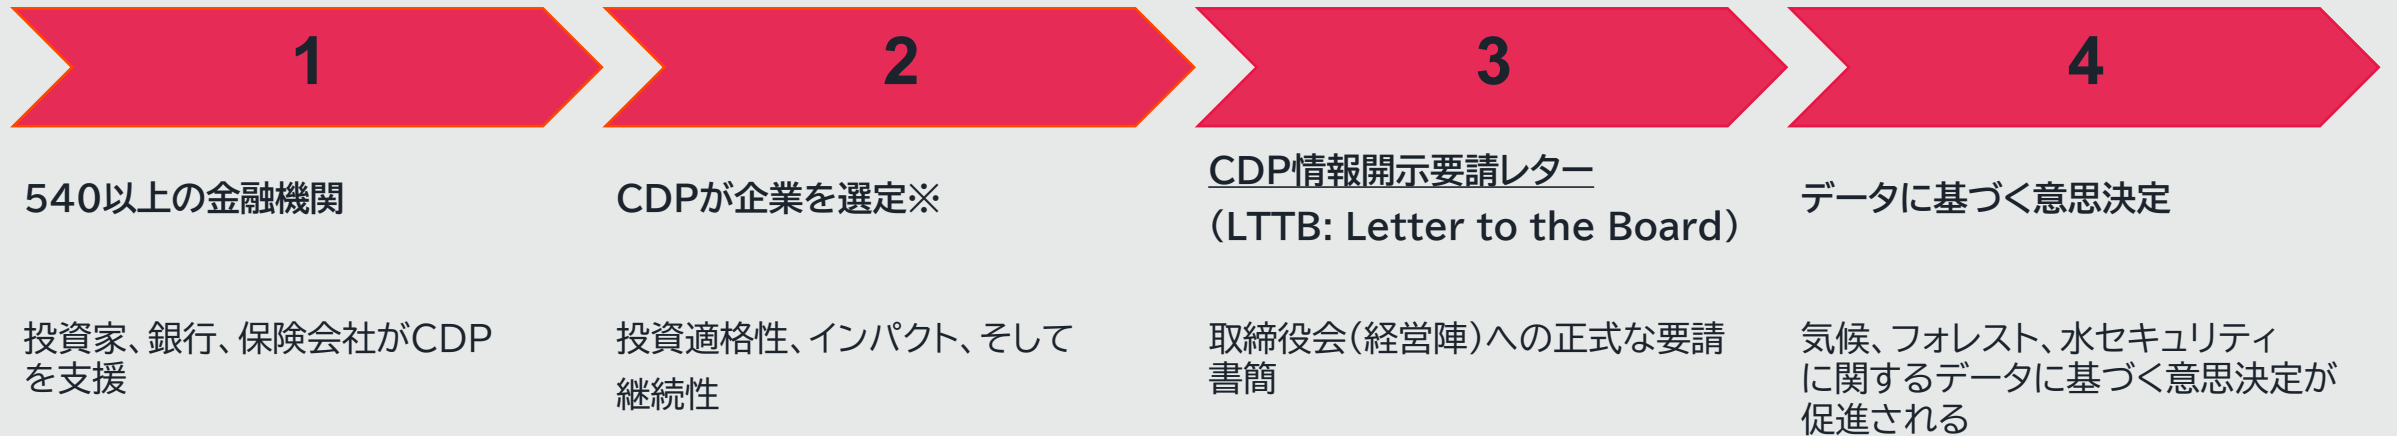 1
540以上の金融機関
投資家、銀行、保険会社がCDP
を支援
2
CDPが企業を選定※
投資適格性、インパクト、そして
継続性
3
CDP情報開示要請レター
（LTTB: Letter to the Board）
取締役会（経営陣）への正式な要請
書簡
4
データに基づく意思決定
気候、フォレスト、水セキュリティ
に関するデータに基づく意思決定が
促進される